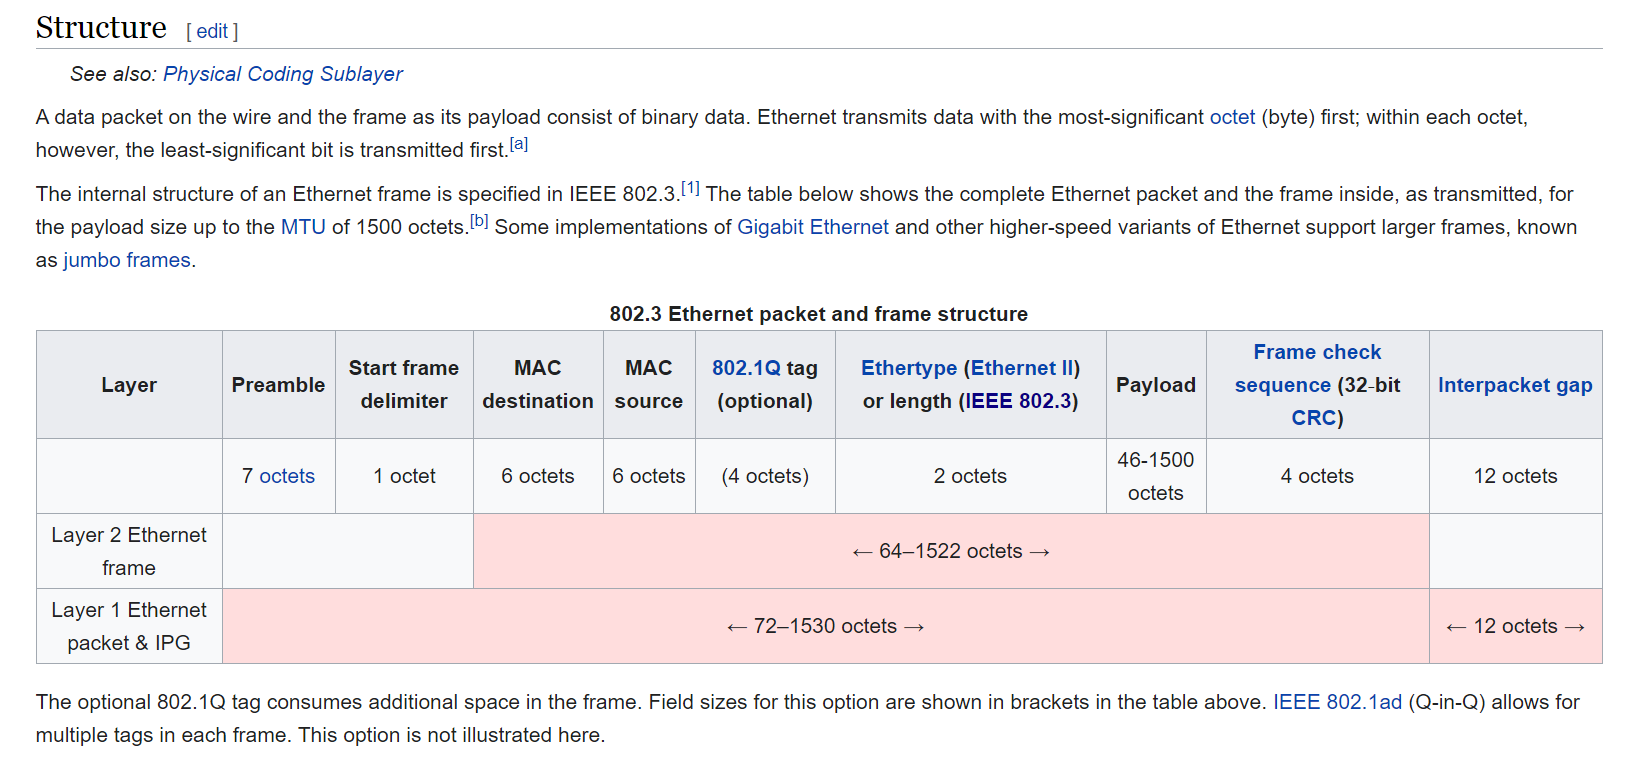 Structure [ edit ]
See also: Physical Coding Sublayer
A data packet on the wire and the frame as its payload consist of binary data. Ethernet transmits data with the most-significant octet (byte) first; within each octet,
however, the least-significant bit is transmitted first.[a]
The internal structure of an Ethernet frame is specified in IEEE 802.3.[1] The table below shows the complete Ethernet packet and the frame inside, as transmitted, for
the payload size up to the MTU of 1500 octets.[b] Some implementations of Gigabit Ethernet and other higher-speed variants of Ethernet support larger frames, known
as jumbo frames.
802.3 Ethernet packet and frame structure
Layer
Preamble
Start frame
delimiter
MAC
destination
MAC
source
802.1Q tag
(optional)
Ethertype (Ethernet II)
or length (IEEE 802.3)
Payload
Frame check
sequence (32-bit
CRC)
Interpacket gap
7 octets
1 octet
6 octets
6 octets
(4 octets)
2 octets
46-1500
octets
4 octets
12 octets
Layer 2 Ethernet
frame
← 64–1522 octets →
Layer 1 Ethernet
packet & IPG
← 72–1530 octets →
← 12 octets →
The optional 802.1Q tag consumes additional space in the frame. Field sizes for this option are shown in brackets in the table above. IEEE 802.1ad (Q-in-Q) allows for
multiple tags in each frame. This option is not illustrated here.